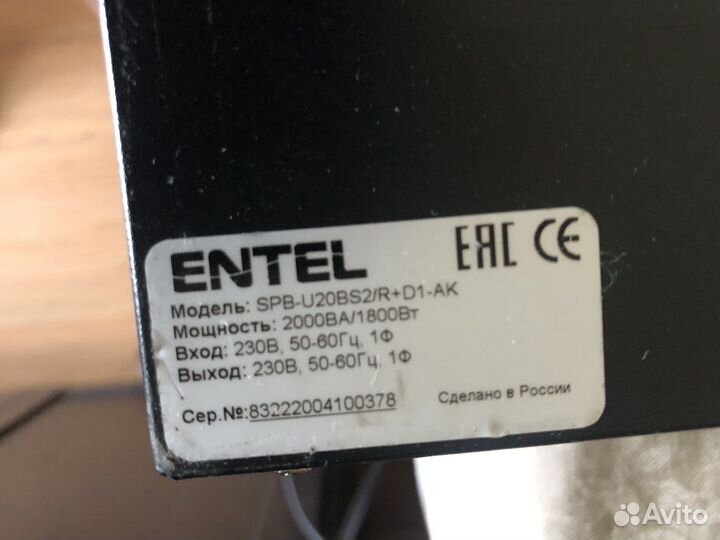 ENTEL
EAC CE
Модель: SPB-U20BS2/R+D1-AK
Мощность: 2000ВА/1800Вт
Вход: 230В, 50-60Гц, 1Ф
Выход: 230В, 50-60Гц, 1Ф
Сер.№:83222004100378
Сделано в России
Avito